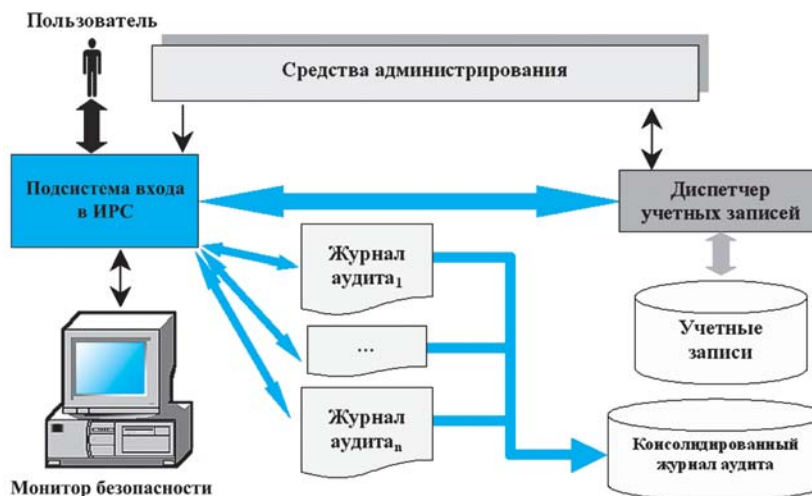 Пользователь
Средства администрирования
Подсистема входа
в ИРС
Диспетчер
учетных записей
Журнал
аудита1
...
Журнал
аудитаn
Учетные
записи
Консолидированный
журнал аудита
Монитор безопасности